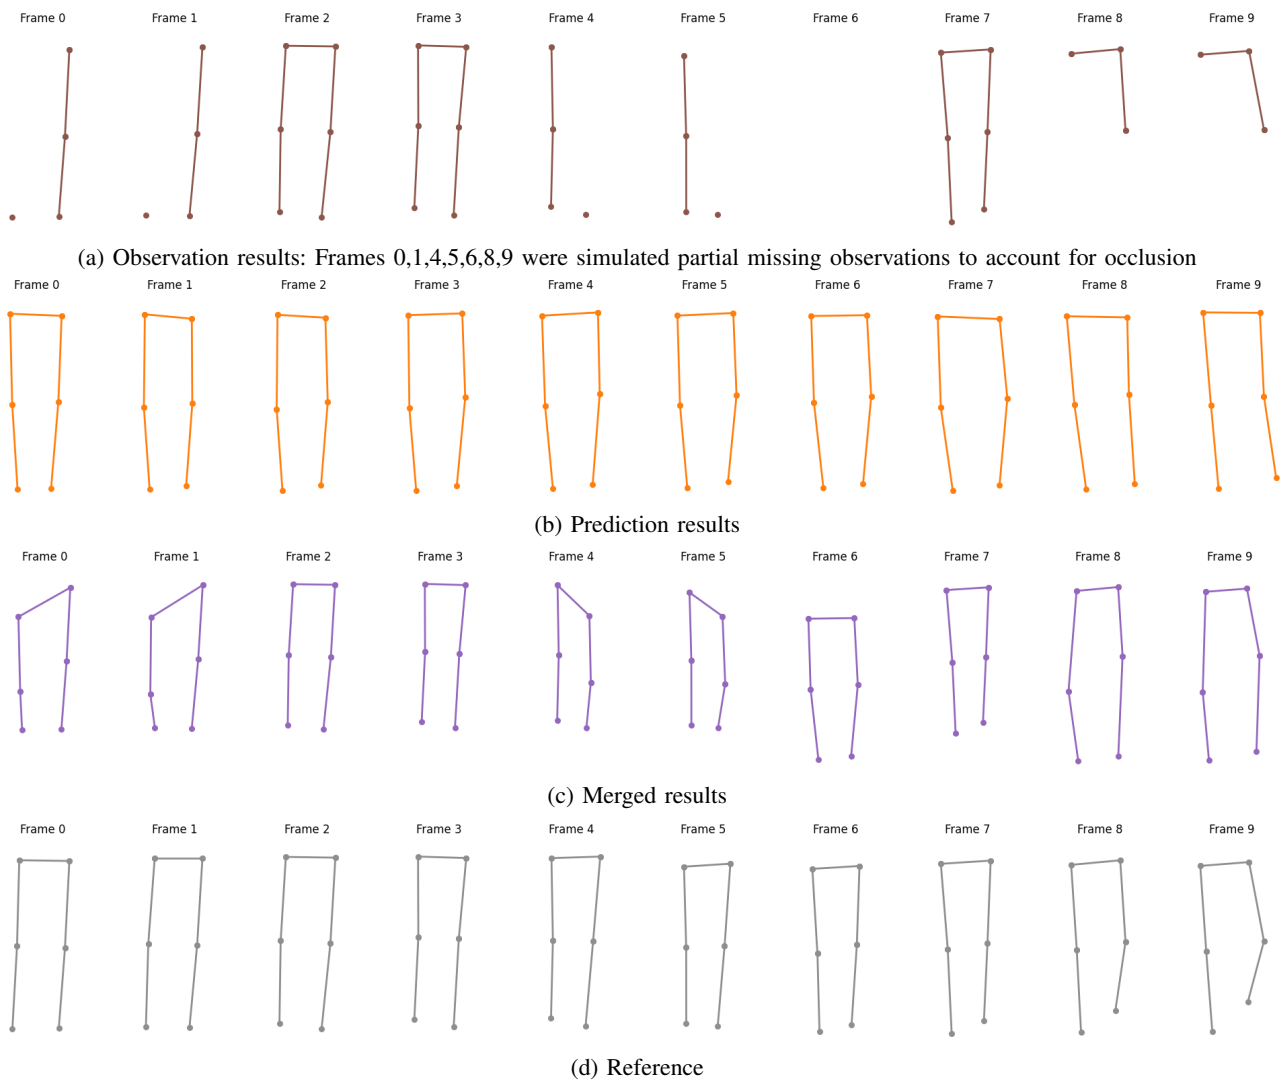 Frame 0 Frame 1 Frame 2 Frame 3 Frame 4 Frame 5 Frame 6 Frame 7 Frame 8 Frame 9
(a) Observation results: Frames 0,1,4,5,6,8,9 were simulated partial missing observations to account for occlusion
Frame 0 Frame 1 Frame 2 Frame 3 Frame 4 Frame 5 Frame 6 Frame 7 Frame 8 Frame 9
(b) Prediction results
Frame 0 Frame 1 Frame 2 Frame 3 Frame 4 Frame 5 Frame 6 Frame 7 Frame 8 Frame 9
(c) Merged results
Frame 0 Frame 1 Frame 2 Frame 3 Frame 4 Frame 5 Frame 6 Frame 7 Frame 8 Frame 9
(d) Reference